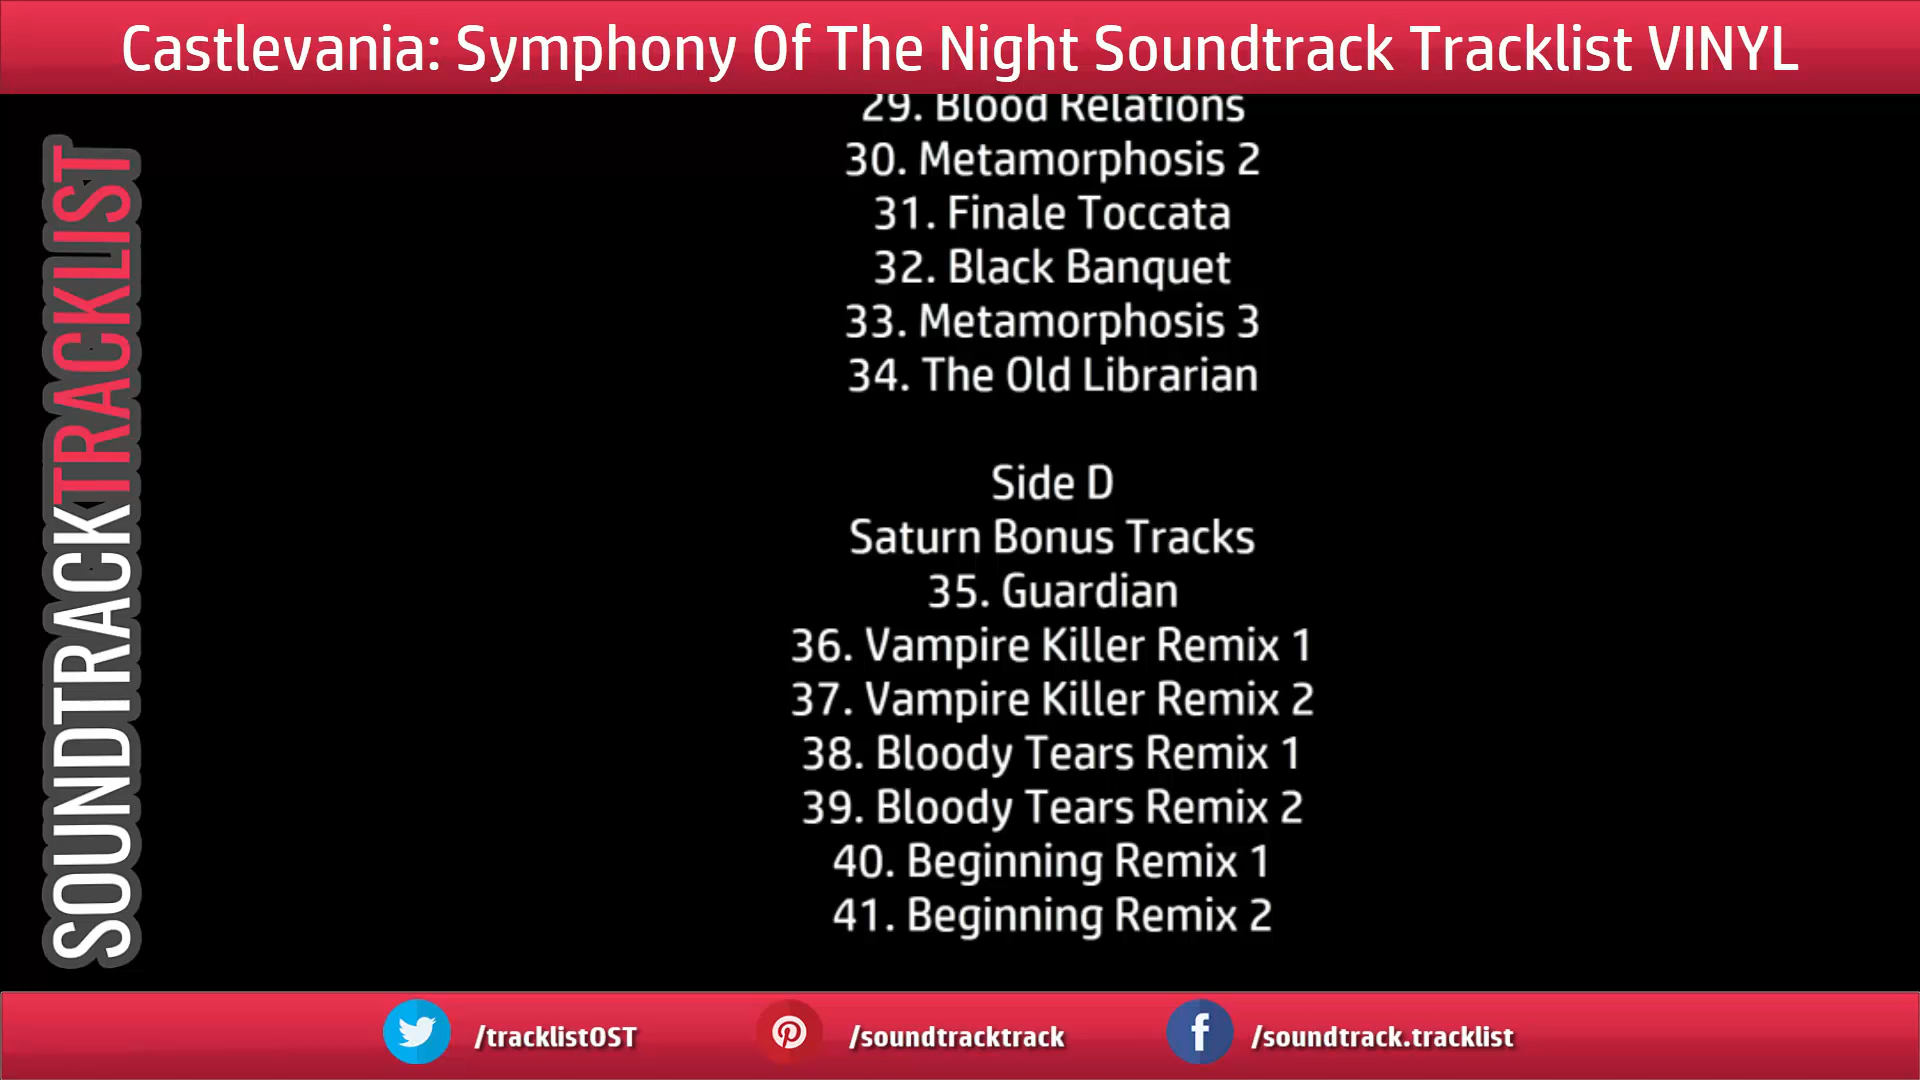 Castlevania: Symphony Of The Night Soundtrack Tracklist VINYL
SOUNDTRACKTRACKLIST
29. Blood Relations
30. Metamorphosis 2
31. Finale Toccata
32. Black Banquet
33. Metamorphosis 3
34. The Old Librarian
Side D
Saturn Bonus Tracks
35. Guardian
36. Vampire Killer Remix 1
37. Vampire Killer Remix 2
38. Bloody Tears Remix 1
39. Bloody Tears Remix 2
40. Beginning Remix 1
41. Beginning Remix 2
/tracklistOST
/soundtracktrack
/soundtrack.tracklist